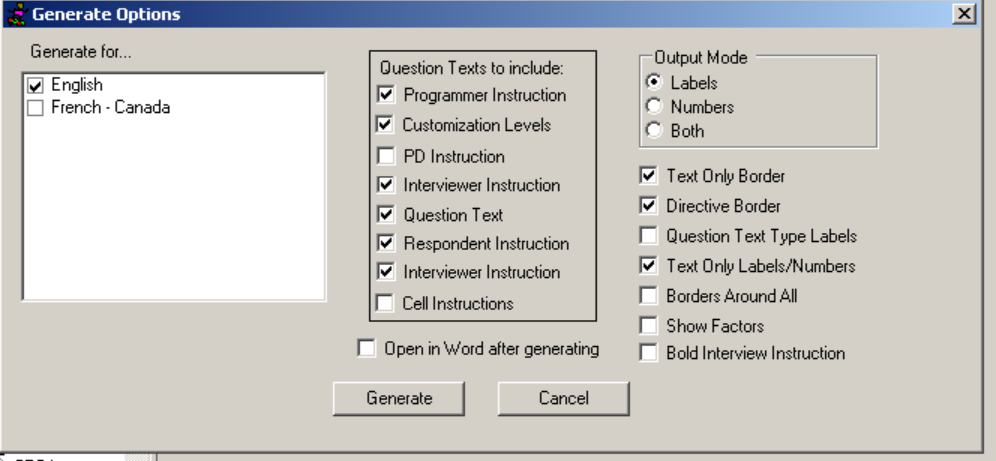 Generate Options
Generate for...
English
French - Canada
Question Texts to include:
Programmer Instruction
Customization Levels
PD Instruction
Interviewer Instruction
Question Text
Respondent Instruction
Interviewer Instruction
Cell Instructions
Open in Word after generating
Output Mode
Labels
Numbers
Both
Text Only Border
Directive Border
Question Text Type Labels
Text Only Labels/Numbers
Borders Around All
Show Factors
Bold Interview Instruction
Generate
Cancel